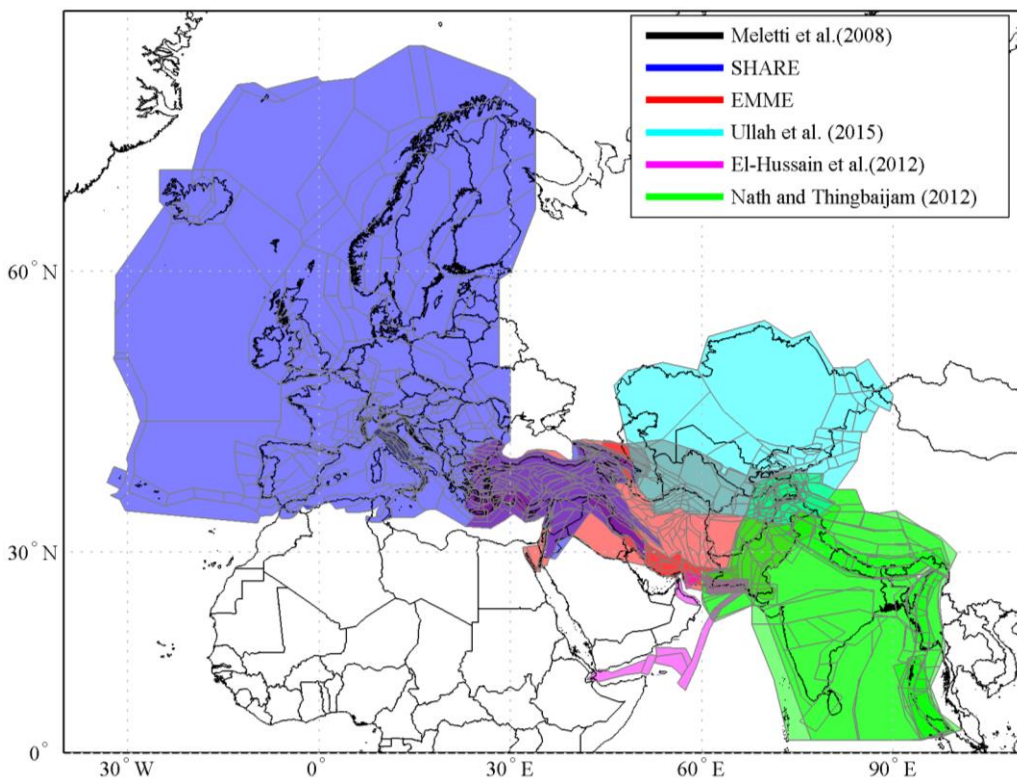 Meletti et al.(2008)
SHARE
EMME
Ullah et al. (2015)
El-Hussain et al.(2012)
Nath and Thingbaijam (2012)
60° N
30° N
0°
30° W
0°
30° E
60° E
90° E